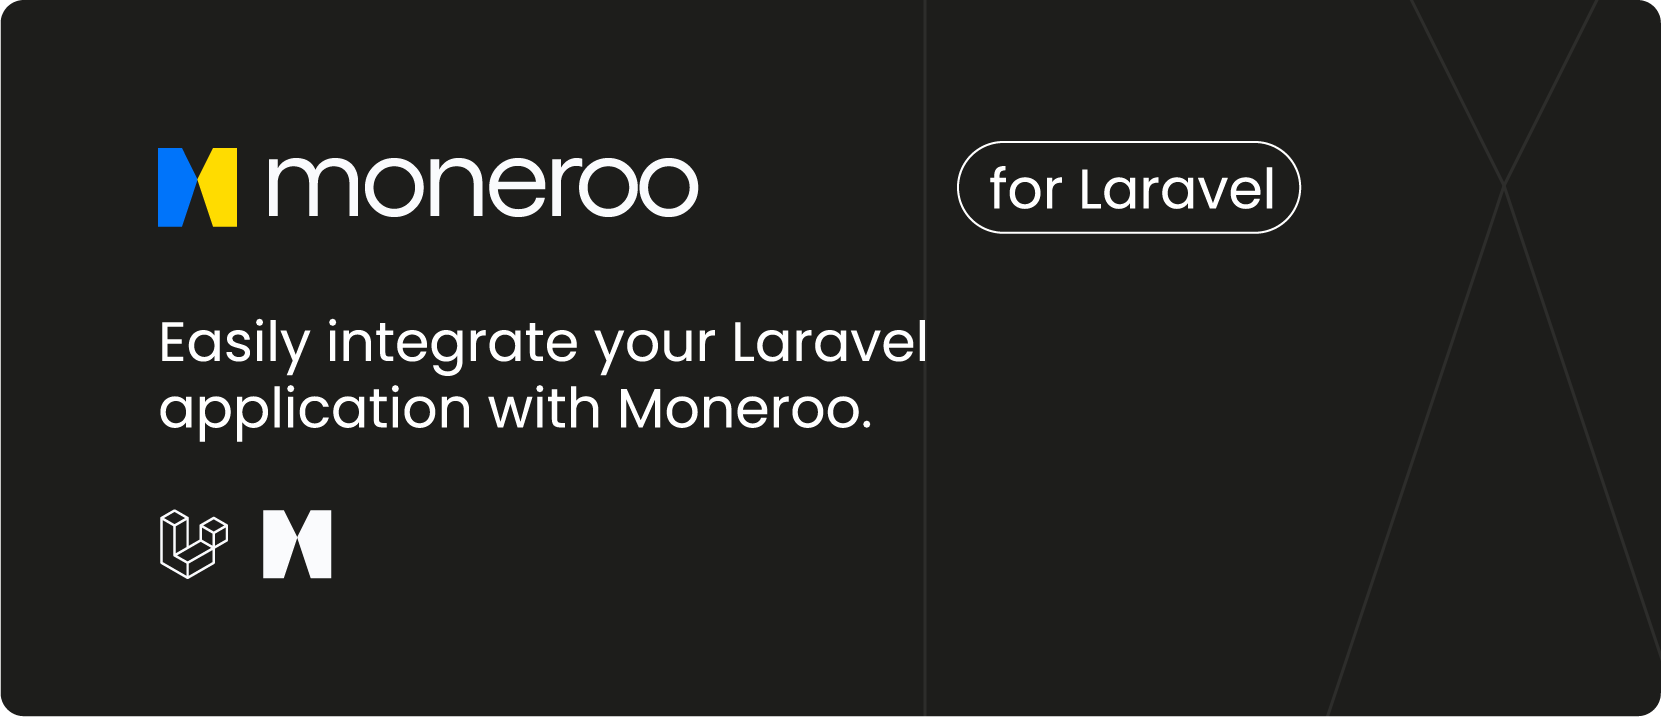 moneroo
for Laravel
Easily integrate your Laravel
application with Moneroo.